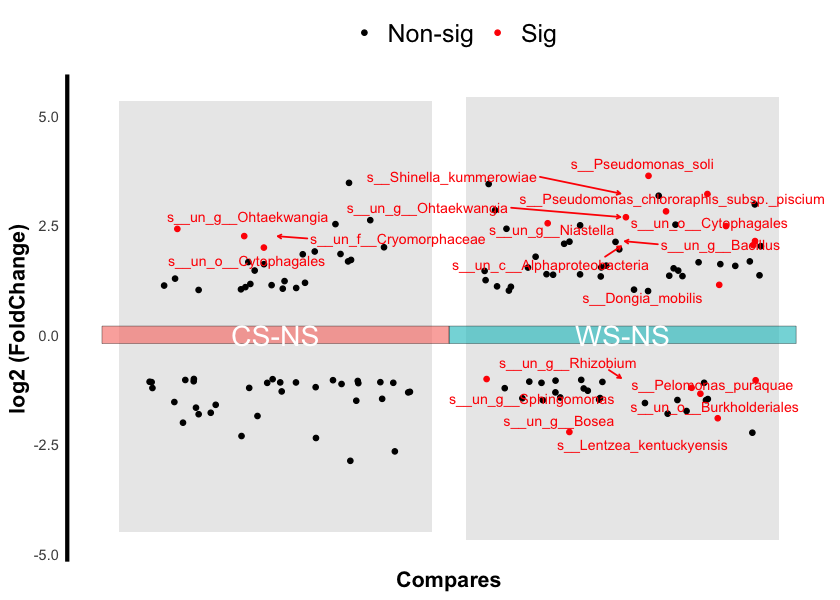 Non-sig
Sig
5.0
2.5
0.0
-2.5
-5.0
log2 (FoldChange)
s__Pseudomonas_soli
s__Shinella_kummerowiae
s__Pseudomonas_chlororaphis_subsp._piscium
s__un_g__Ohtaekwangia
s__un_g__Ohtaekwangia
s__un_o__Cytophagales
s__un_g__Niastella
s__un_f__Cryomorphaceae
s__un_g__Bacillus
s__un_o__Cytophagales
s__un_c__Alphaproteobacteria
s__Dongia_mobilis
CS-NS
WS-NS
s__un_g__Rhizobium
s__Pelomonas_puraquae
s__un_g__Sphingomonas
s__un_o__Burkholderiales
s__un_g__Bosea
s__Lentzea_kentuckyensis
Compares